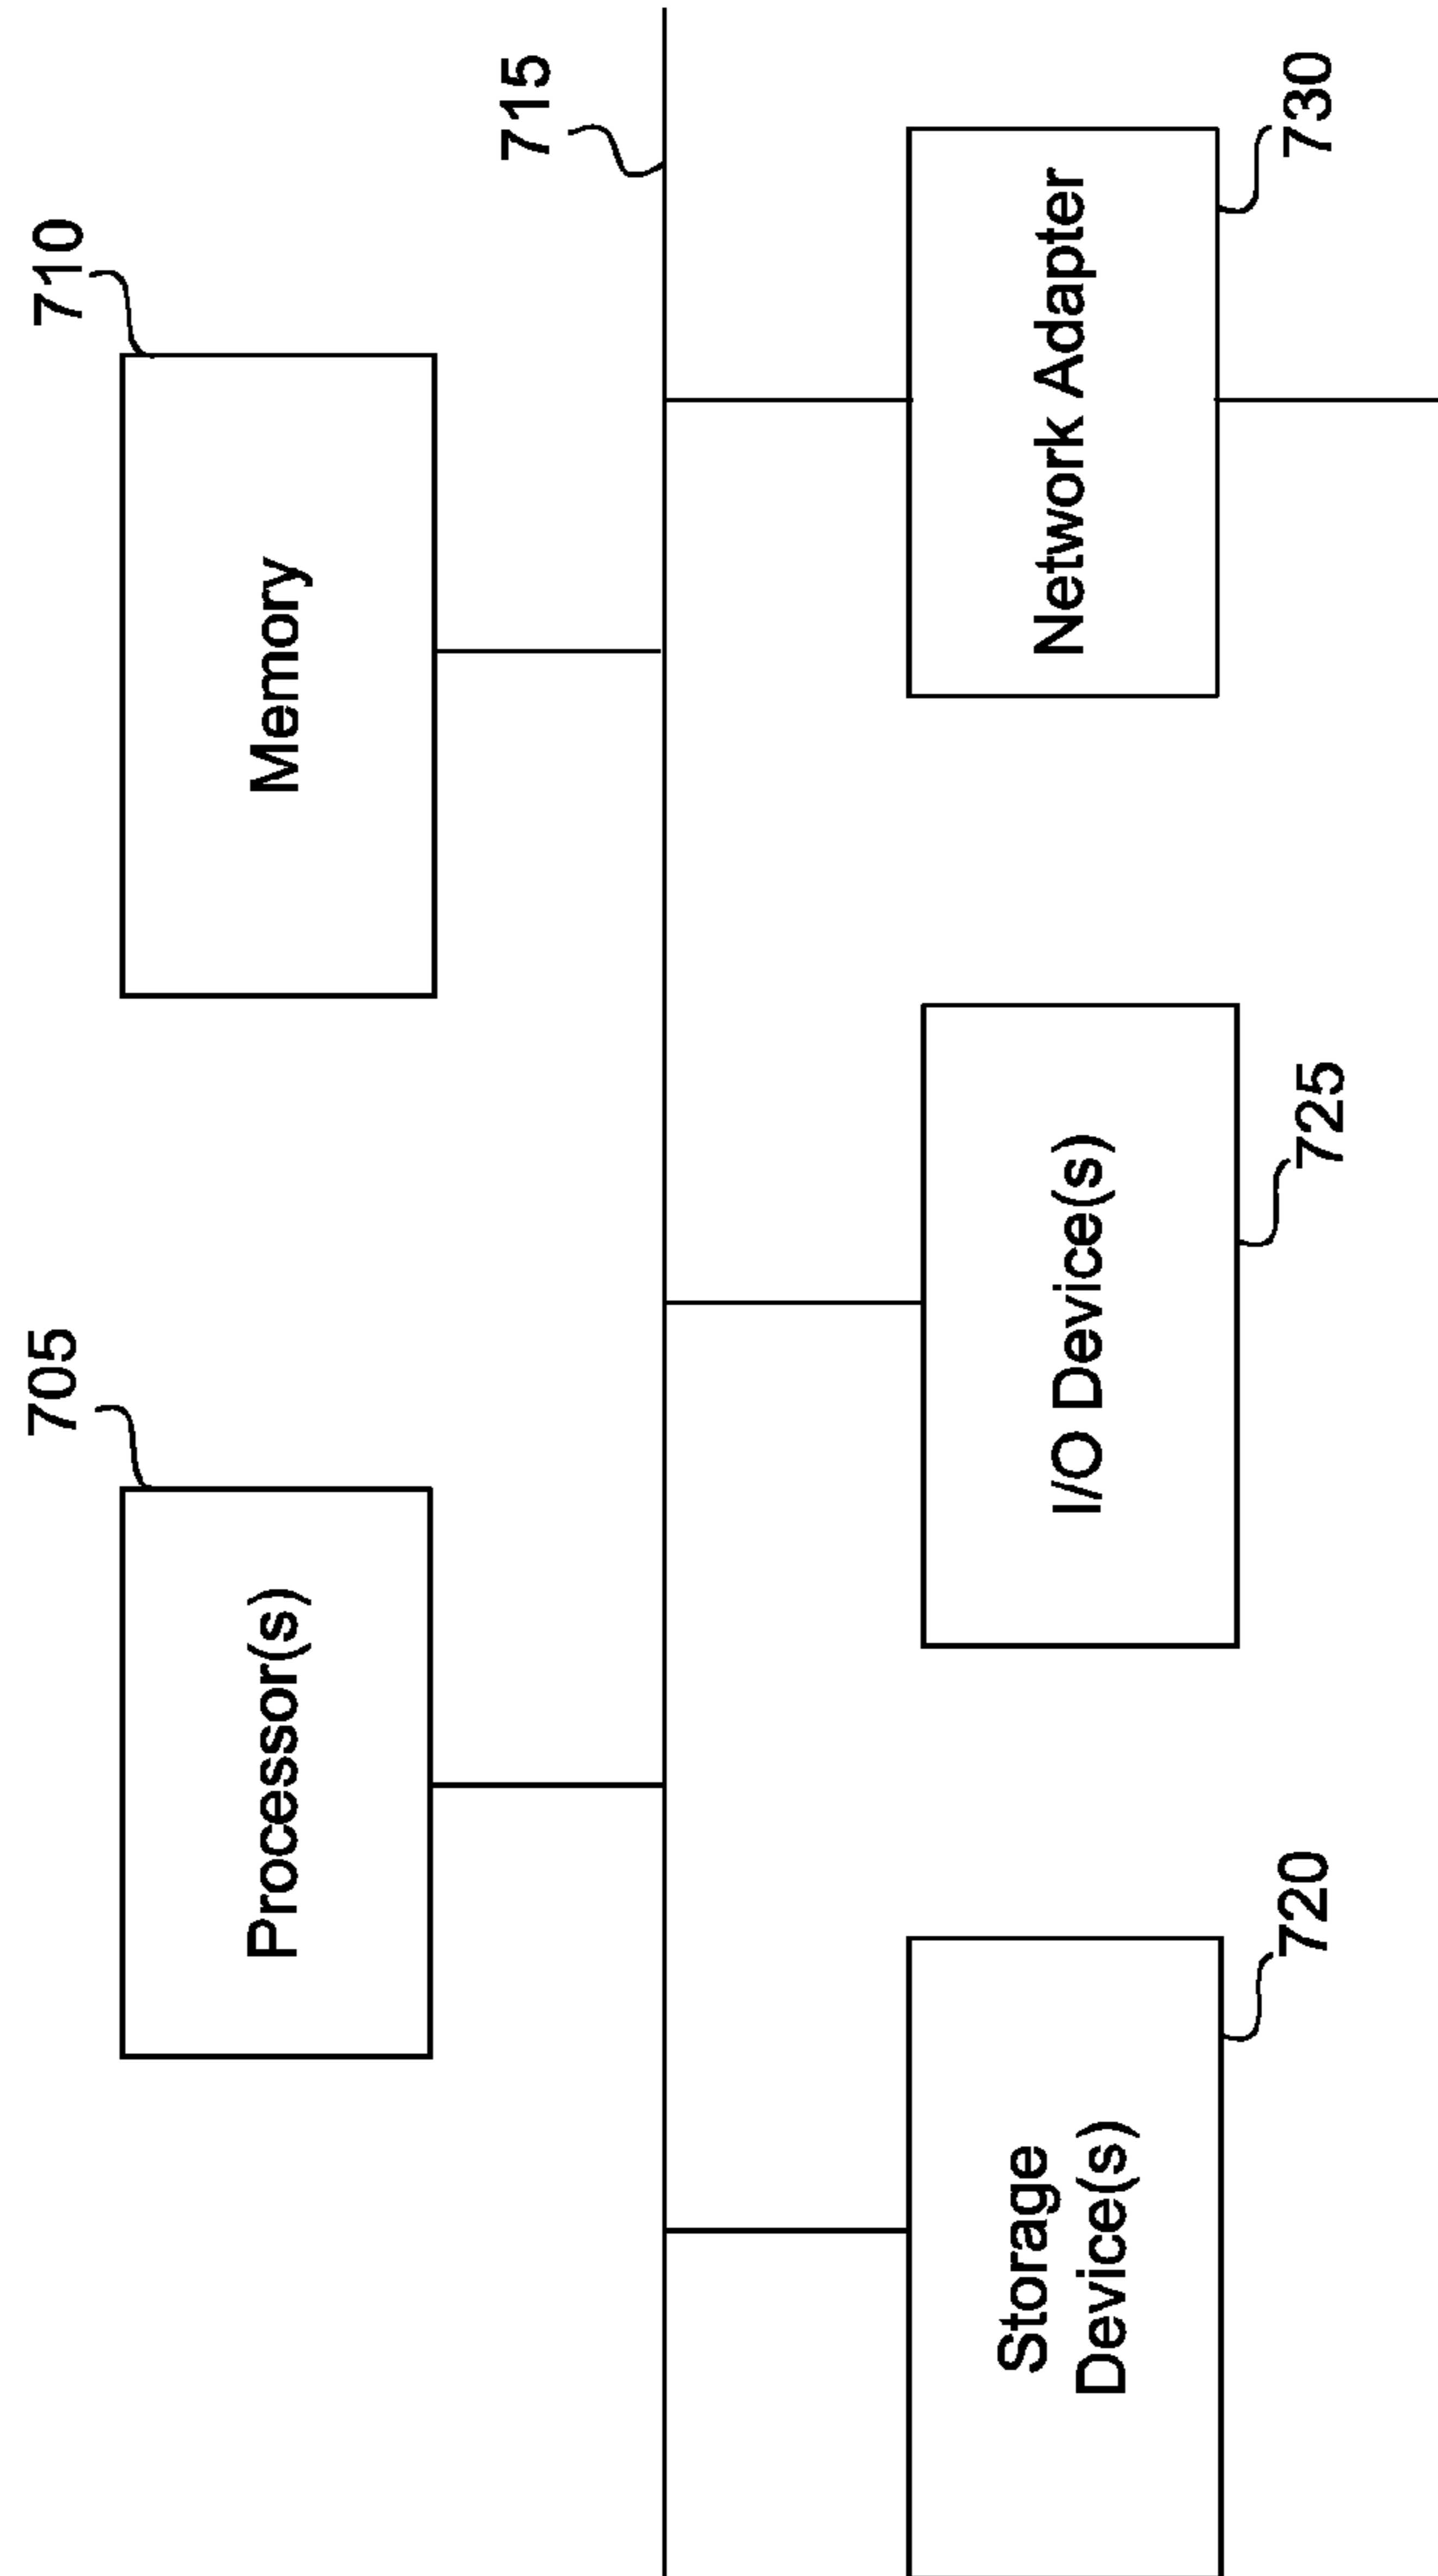 705
Processor(s)
710
Memory
715
Storage
Device(s)
720
I/O Device(s)
725
Network Adapter
730